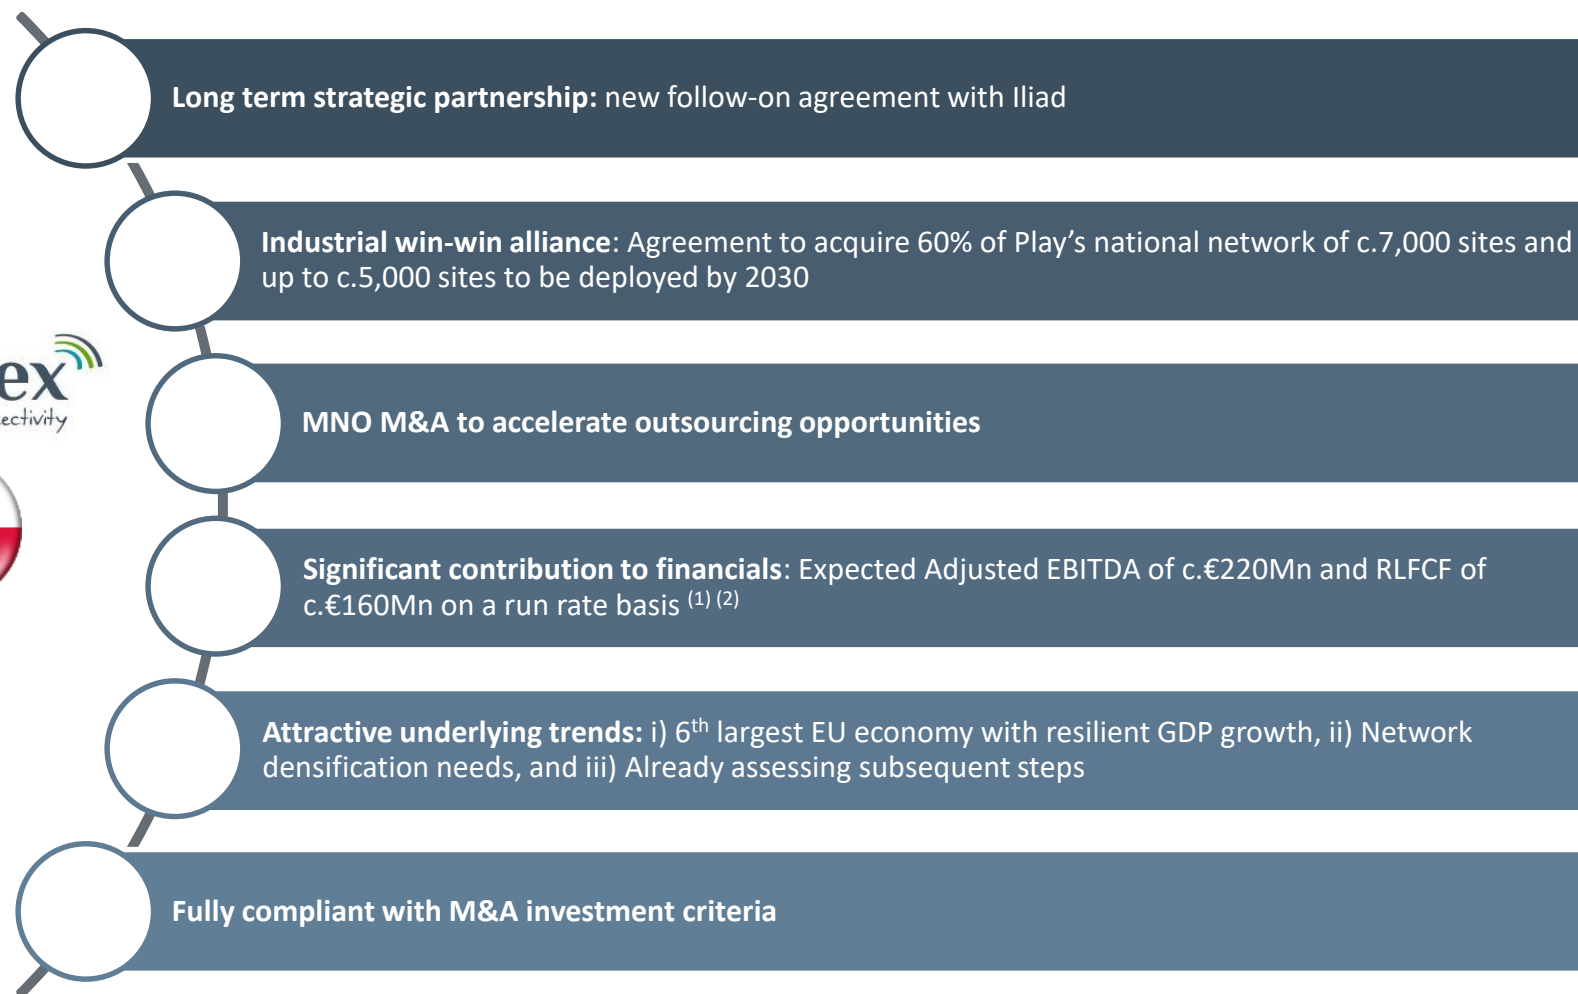 Long term strategic partnership: new follow-on agreement with Iliad
Industrial win-win alliance: Agreement to acquire 60% of Play's national network of c.7,000 sites and
up to c.5,000 sites to be deployed by 2030
ex
ectivity
MNO M&A to accelerate outsourcing opportunities
Significant contribution to financials: Expected Adjusted EBITDA of c.€220Mn and RLFCF of
c.€160Mn on a run rate basis (1) (2)
Attractive underlying trends: i) 6th largest EU economy with resilient GDP growth, ii) Network
densification needs, and iii) Already assessing subsequent steps
Fully compliant with M&A investment criteria